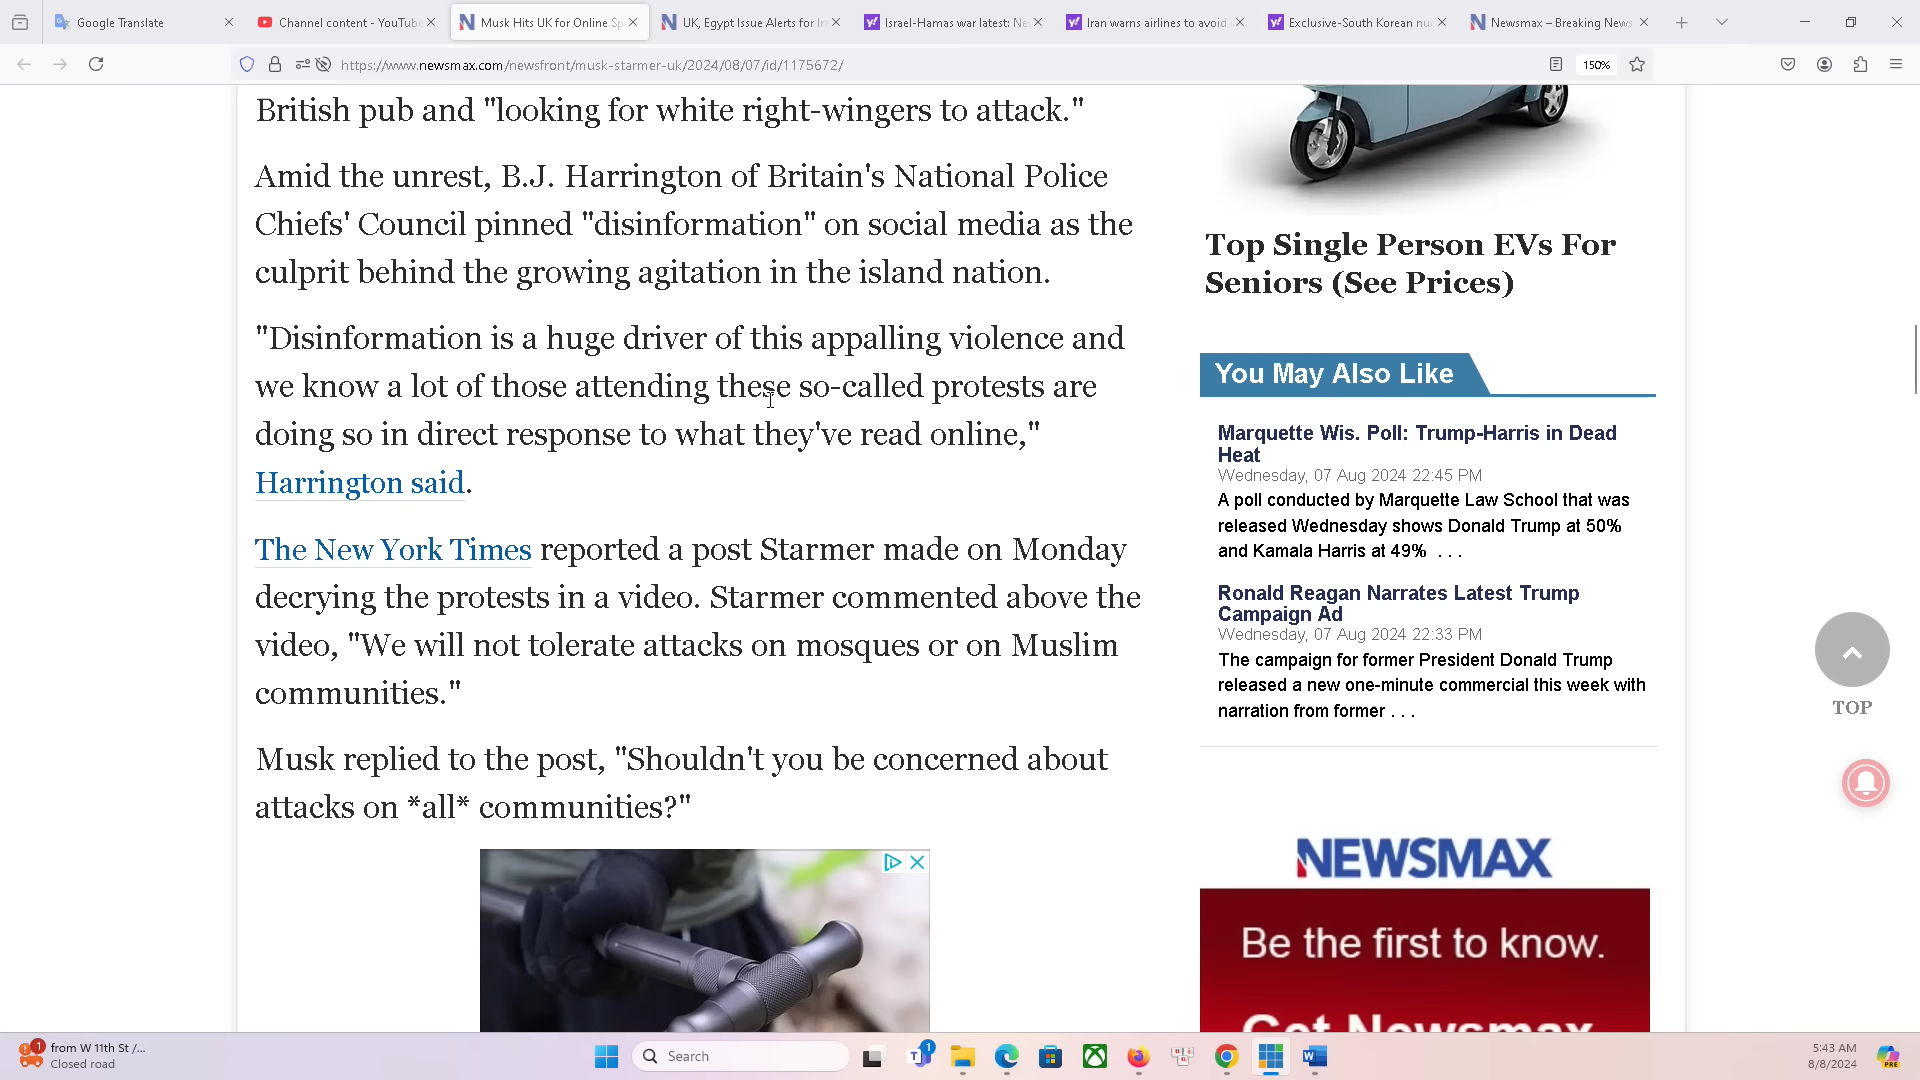 Google Translate
Channel content - YouTube
Musk Hits UK for Online Sp
UK, Egypt Issue Alerts for
Israel-Hamas war latest: Ne
Iran warns airlines to avoid
Exclusive-South Korean nu
Newsmax – Breaking News
https://www.newsmax.com/newsfront/musk-starmer-uk/2024/08/07/id/1175672/
150%
British pub and "looking for white right-wingers to attack."
Amid the unrest, B.J. Harrington of Britain's National Police
Chiefs' Council pinned "disinformation" on social media as the
culprit behind the growing agitation in the island nation.
"Disinformation is a huge driver of this appalling violence and
we know a lot of those attending these so-called protests are
doing so in direct response to what they've read online,"
Harrington said.
The New York Times reported a post Starmer made on Monday
decrying the protests in a video. Starmer commented above the
video, "We will not tolerate attacks on mosques or on Muslim
communities."
Musk replied to the post, "Shouldn't you be concerned about
attacks on *all* communities?"
Top Single Person EVs For
Seniors (See Prices)
You May Also Like
Marquette Wis. Poll: Trump-Harris in Dead
Heat
Wednesday, 07 Aug 2024 22:45 PM
A poll conducted by Marquette Law School that was
released Wednesday shows Donald Trump at 50%
and Kamala Harris at 49% . . .
Ronald Reagan Narrates Latest Trump
Campaign Ad
Wednesday, 07 Aug 2024 22:33 PM
The campaign for former President Donald Trump
released a new one-minute commercial this week with
narration from former . . .
TOP
NEWSMAX
Be the first to know.
Get Newsmax
1
from W 11th St /...
Closed road
Search
1
5:43 AM
8/8/2024
PRE